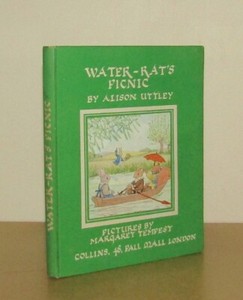 WATER-RAT'S
PICNIC
BY ALISON UTTLEY
PICTURES BY
MARGARET TEMPEST
COLLINS, 48, PALL MALL LONDON
WATER-RAT'S PICNIC